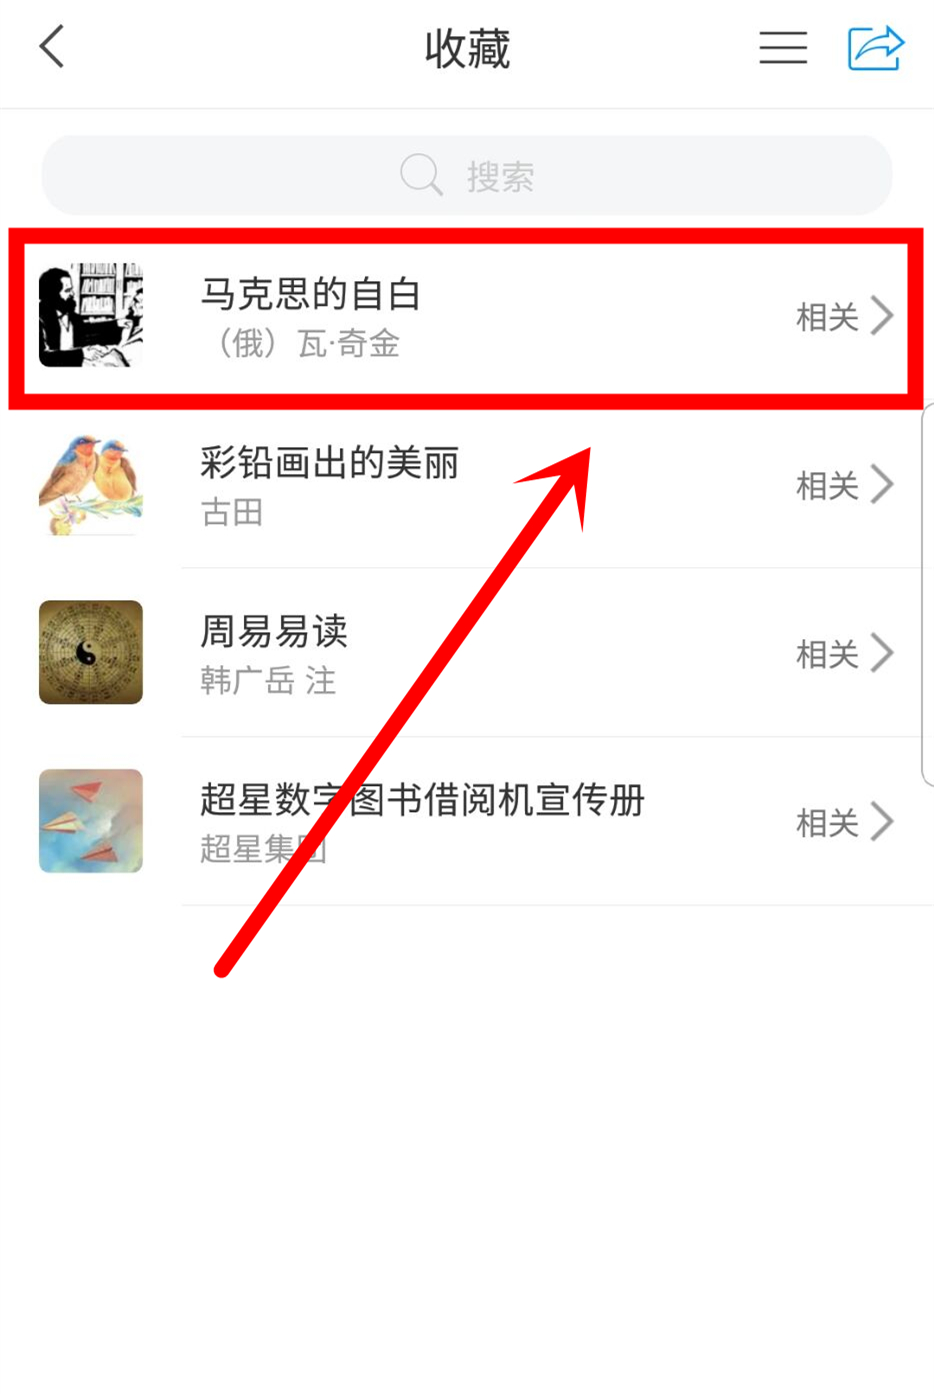 收藏
搜索
马克思的自白
（俄）瓦·奇金
相关
彩铅画出的美丽
古田
相关
周易易读
韩广岳 注
相关
超星数字图书借阅机宣传册
超星集团
相关